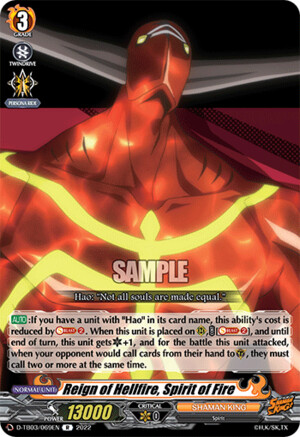 3
GRADE
TWINDRIVE
PERSONA RIDE
SAMPLE
Hao: "Not all souls are made equal."
AUTO :If you have a unit with "Hao" in its card name, this ability's cost is
reduced by 2. When this unit is placed on , [ 2], and until
end of turn, this unit gets +1, and for the battle this unit attacked,
when your opponent would call cards from their hand to , they must
call two or more at the same time.
NORMAL UNIT
Reign of Hellfire, Spirit of Fire
POWER 13000
CRITICAL
0
SHAMAN KING
Spirit
SHAMAN KING
D-TB03/069EN R 2022
©H,K/SK,TX